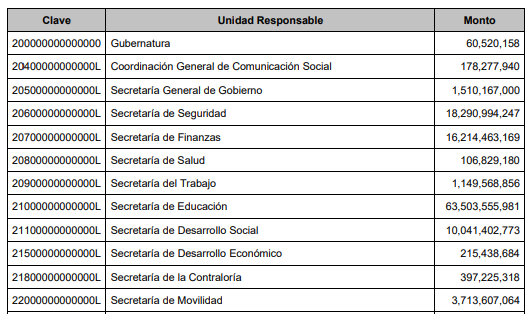 Clave Unidad Responsable Monto
200000000000000 Gubernatura 60,520,158
20400000000000L Coordinación General de Comunicación Social 178,277,940
20500000000000L Secretaría General de Gobierno 1,510,167,000
20600000000000L Secretaría de Seguridad 18,290,994,247
20700000000000L Secretaría de Finanzas 16,214,463,169
20800000000000L Secretaría de Salud 106,829,180
20900000000000L Secretaría del Trabajo 1,149,568,856
21000000000000L Secretaría de Educación 63,503,555,981
21100000000000L Secretaría de Desarrollo Social 10,041,402,773
21500000000000L Secretaría de Desarrollo Económico 215,438,684
21800000000000L Secretaría de la Contraloría 397,225,318
22000000000000L Secretaría de Movilidad 3,713,607,064